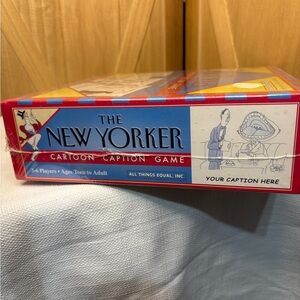 THE
NEW YORKER
CARTOON CAPTION GAME
3-6 Players • Ages Teen to Adult
ALL THINGS EQUAL, INC.
YOUR CAPTION HERE